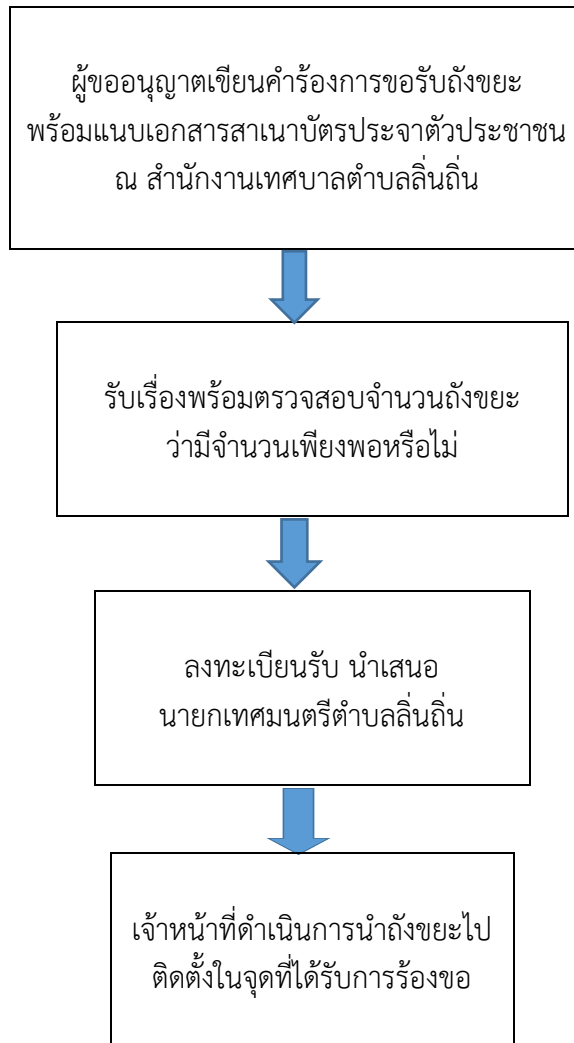 ผู้ขออนุญาตเขียนคำร้องการขอรับถังขยะ
พร้อมแนบเอกสารสาเนาบัตรประจาตัวประชาชน
ณ สำนักงานเทศบาลตำบลลิ่นถิ่น
รับเรื่องพร้อมตรวจสอบจำนวนถังขยะ
ว่ามีจำนวนเพียงพอหรือไม่
ลงทะเบียนรับ นำเสนอ
นายกเทศมนตรีตำบลลิ่นถิ่น
เจ้าหน้าที่ดำเนินการนำถังขยะไป
ติดตั้งในจุดที่ได้รับการร้องขอ